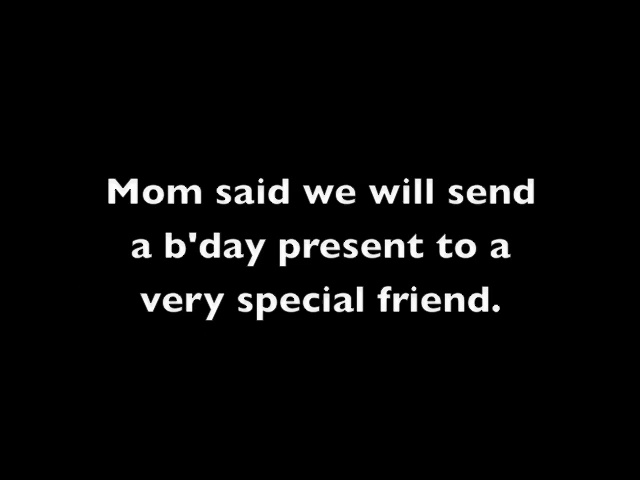 Mom said we will send
a b'day present to a
very special friend.